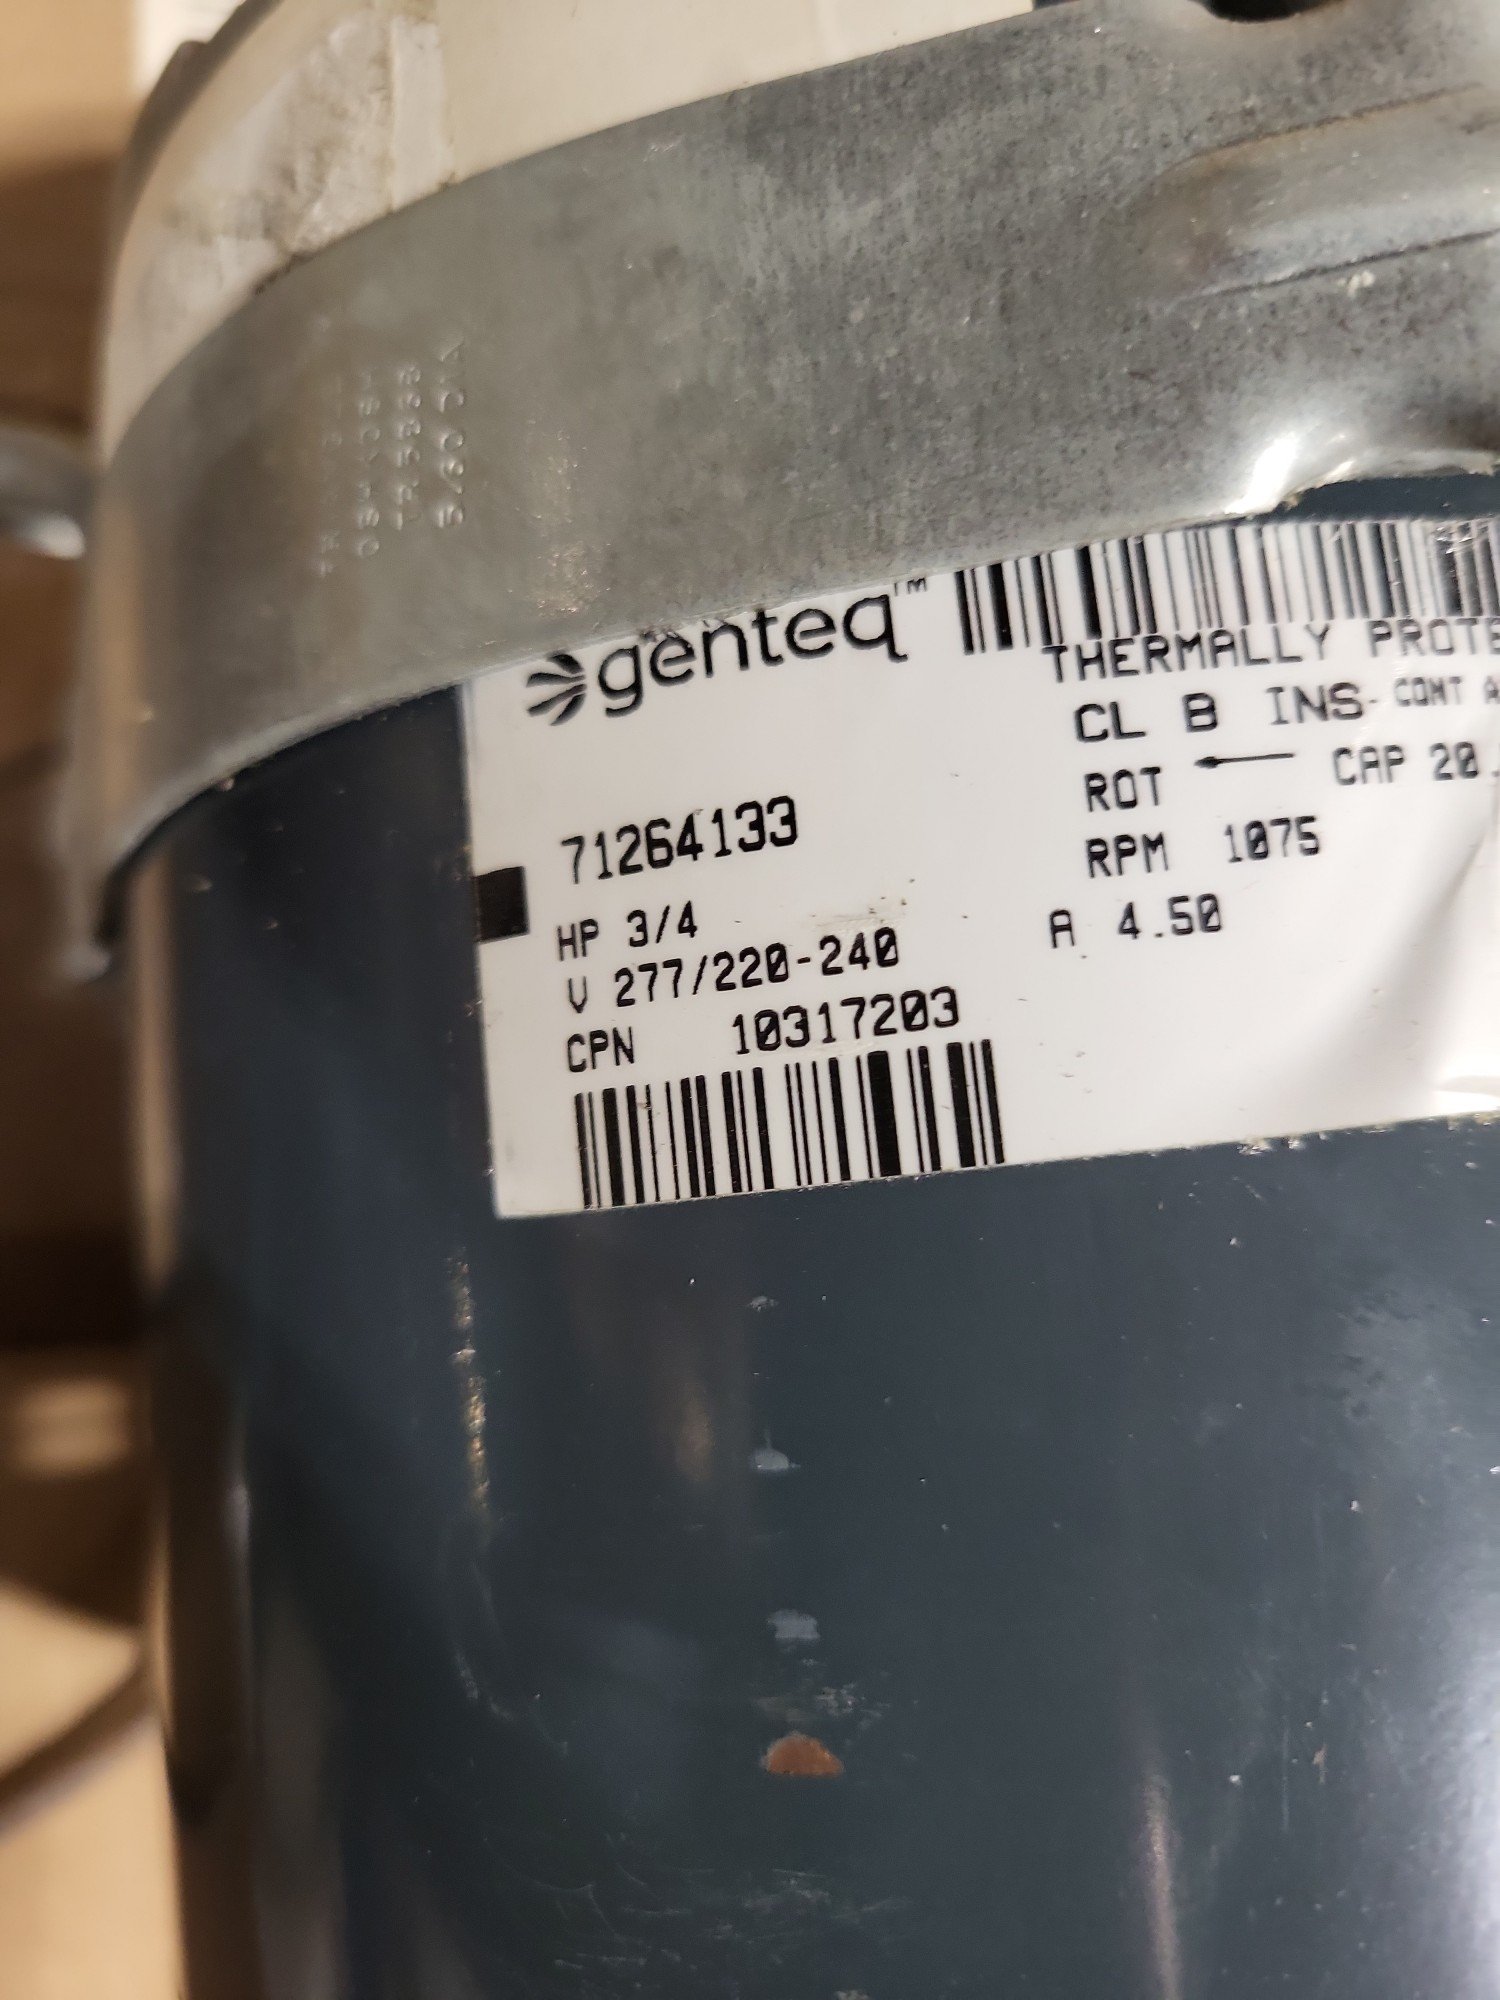 genteq™
THERMALLY PROTE
CL B INS. CONT A
ROT ← CAP 20.
71264133
RPM 1075
HP 3/4
A 4.50
V 277/220-240
CPN 10317203